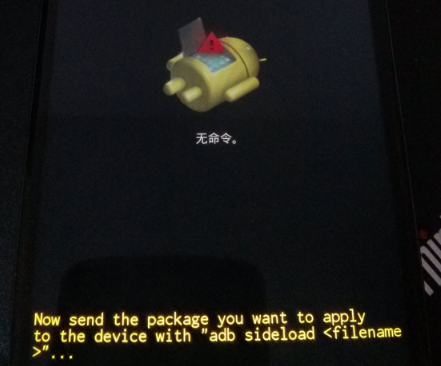 无命令。
Now send the package you want to apply
to the device with "adb sideload <filename
>"...